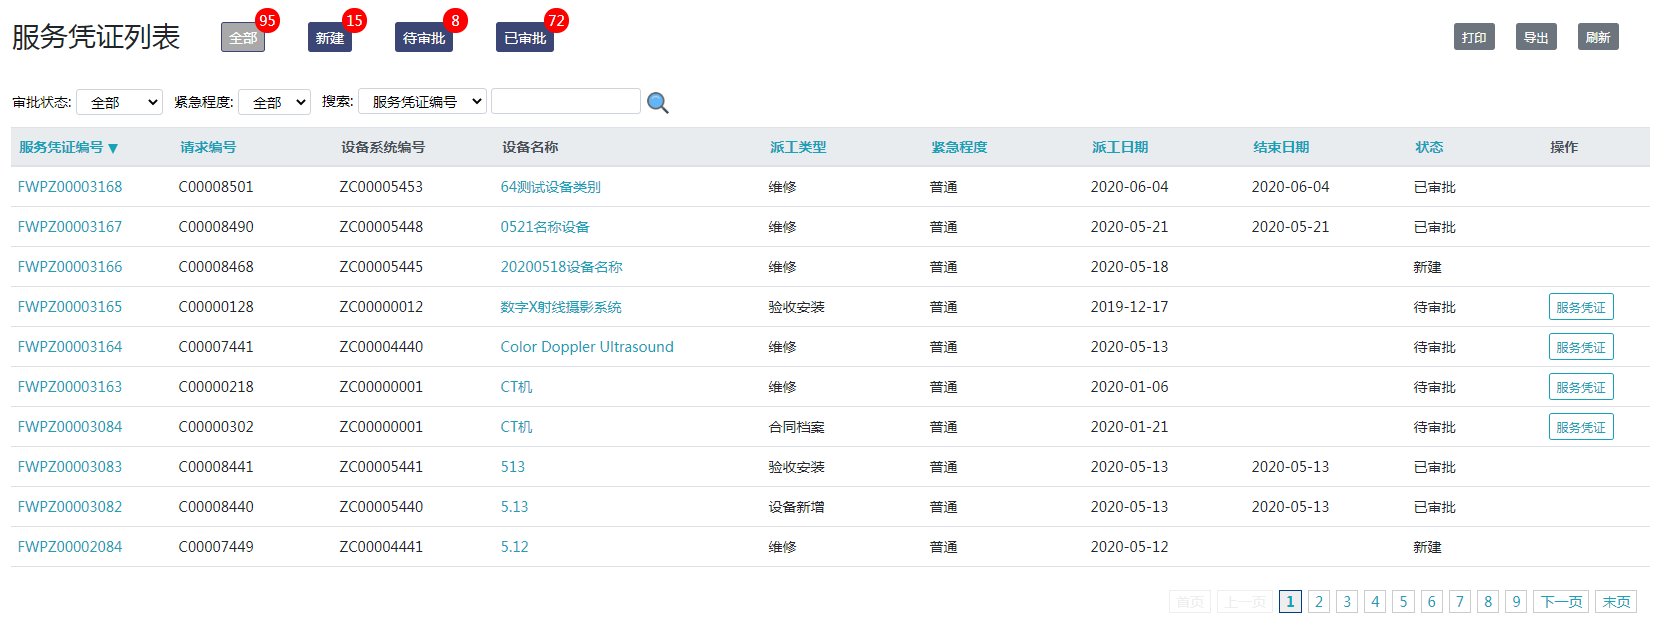 服务凭证列表 全部 95 新建 15 待审批 8 已审批 72 打印 导出 刷新
审批状态: 全部 紧急程度: 全部 搜索: 服务凭证编号
服务凭证编号▼ 请求编号 设备系统编号 设备名称 派工类型 紧急程度 派工日期 结束日期 状态 操作
FWPZ00003168 C00008501 ZC00005453 64测试设备类别 维修 普通 2020-06-04 2020-06-04 已审批
FWPZ00003167 C00008490 ZC00005448 0521名称设备 维修 普通 2020-05-21 2020-05-21 已审批
FWPZ00003166 C00008468 ZC00005445 20200518设备名称 维修 普通 2020-05-18 新建
FWPZ00003165 C00000128 ZC00000012 数字X射线摄影系统 验收安装 普通 2019-12-17 待审批 服务凭证
FWPZ00003164 C00007441 ZC00004440 Color Doppler Ultrasound 维修 普通 2020-05-13 待审批 服务凭证
FWPZ00003163 C00000218 ZC00000001 CT机 维修 普通 2020-01-06 待审批 服务凭证
FWPZ00003084 C00000302 ZC00000001 CT机 合同档案 普通 2020-01-21 待审批 服务凭证
FWPZ00003083 C00008441 ZC00005441 513 验收安装 普通 2020-05-13 2020-05-13 已审批
FWPZ00003082 C00008440 ZC00005440 5.13 设备新增 普通 2020-05-13 2020-05-13 已审批
FWPZ00002084 C00007449 ZC00004441 5.12 维修 普通 2020-05-12 新建
首页 上一页 1 2 3 4 5 6 7 8 9 下一页 末页